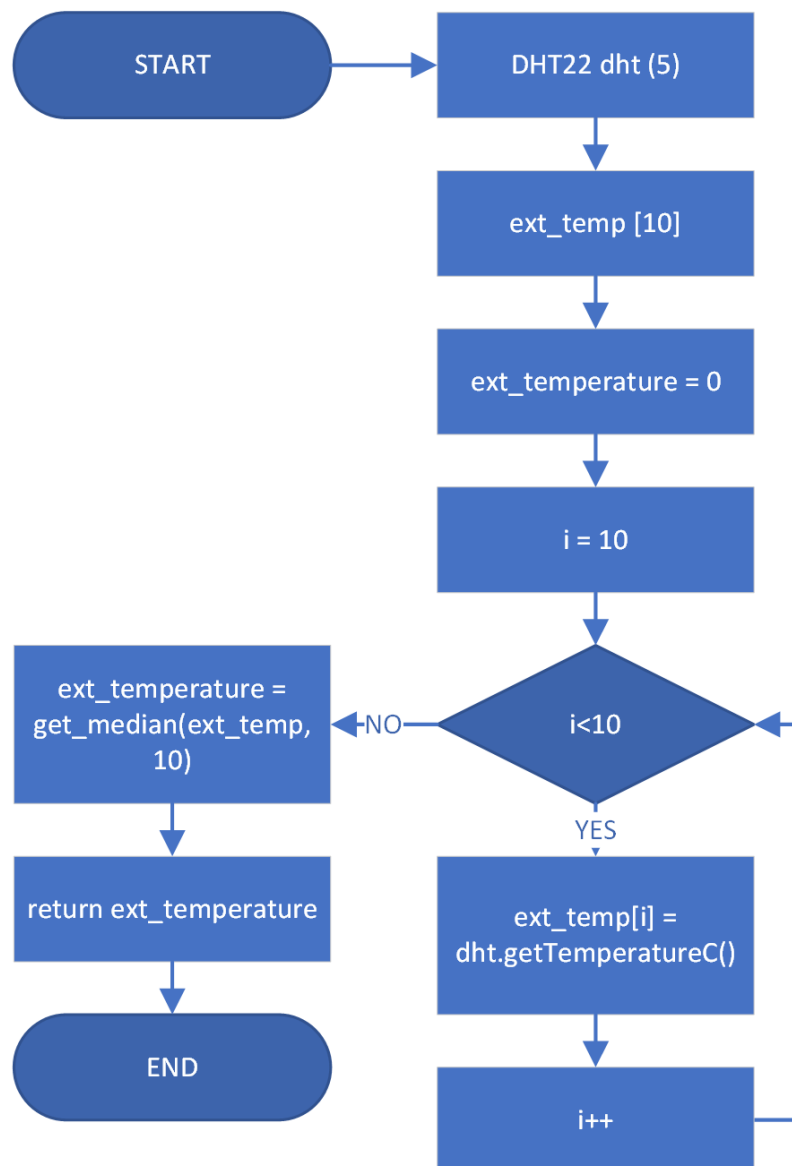 START
DHT22 dht (5)
ext_temp [10]
ext_temperature = 0
i = 10
i<10
NO
ext_temperature =
get_median(ext_temp,
10)
return ext_temperature
END
YES
ext_temp[i] =
dht.getTemperatureC()
i++